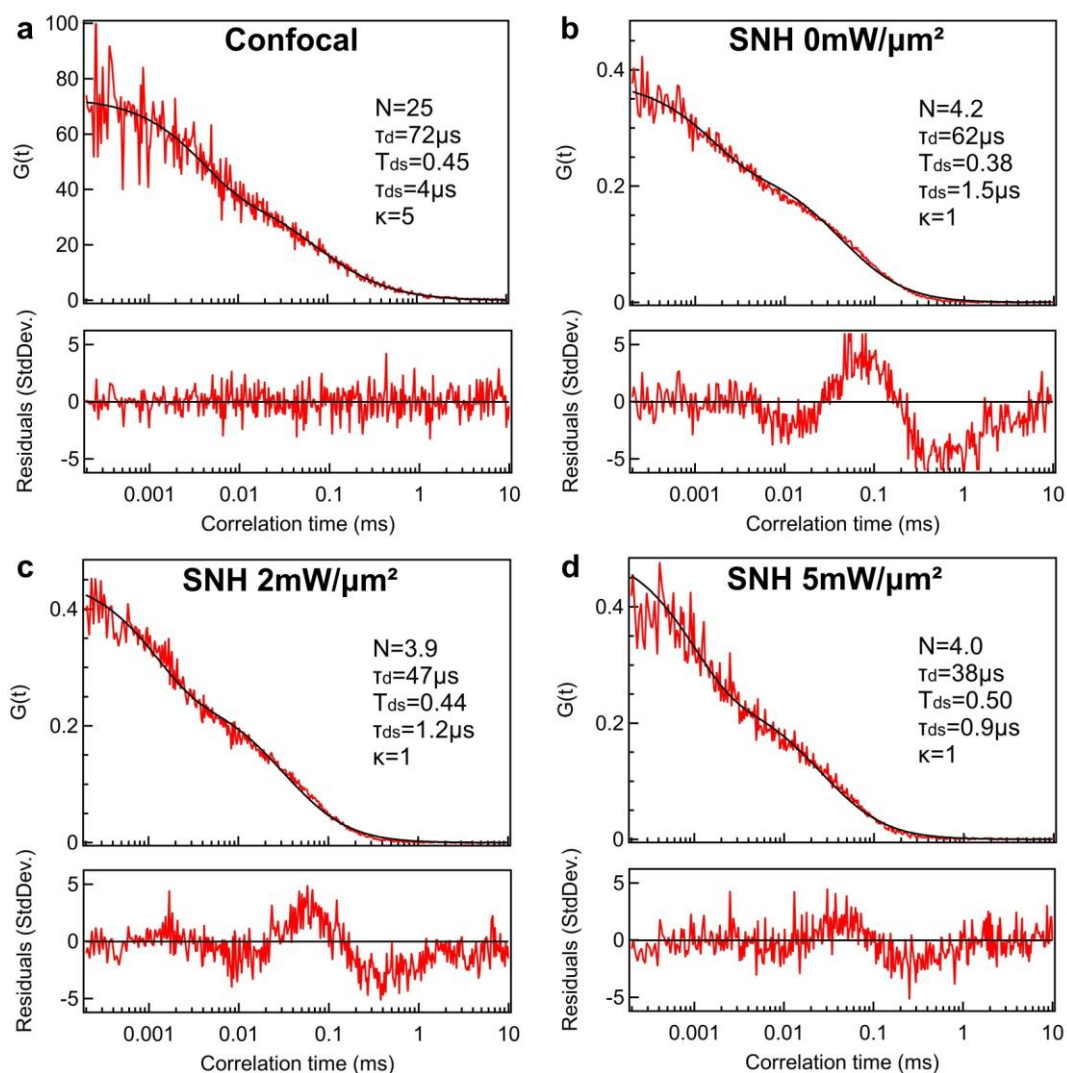 a
Confocal
100
80
60
40
20
0
G(t)
N=25
τd=72µs
Tds=0.45
τds=4µs
κ=5
5
0
-5
Residuals (StdDev.)
0.001 0.01 0.1 1 10
Correlation time (ms)
b
SNH 0mW/µm²
0.4
0.2
0
G(t)
N=4.2
τd=62µs
Tds=0.38
τds=1.5µs
κ=1
5
0
-5
Residuals (StdDev.)
0.001 0.01 0.1 1 10
Correlation time (ms)
c
SNH 2mW/µm²
0.4
0.2
0
G(t)
N=3.9
τd=47µs
Tds=0.44
τds=1.2µs
κ=1
5
0
-5
Residuals (StdDev.)
0.001 0.01 0.1 1 10
Correlation time (ms)
d
SNH 5mW/µm²
0.4
0.2
0
G(t)
N=4.0
τd=38µs
Tds=0.50
τds=0.9µs
κ=1
5
0
-5
Residuals (StdDev.)
0.001 0.01 0.1 1 10
Correlation time (ms)